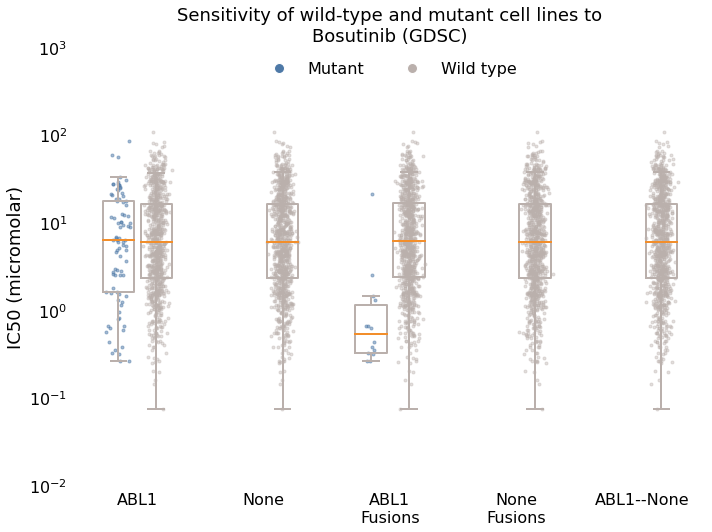 Sensitivity of wild-type and mutant cell lines to
Bosutinib (GDSC)
Mutant
Wild type
10³
10²
10¹
10⁰
10⁻¹
10⁻²
IC50 (micromolar)
ABL1
None
ABL1
Fusions
None
Fusions
ABL1--None